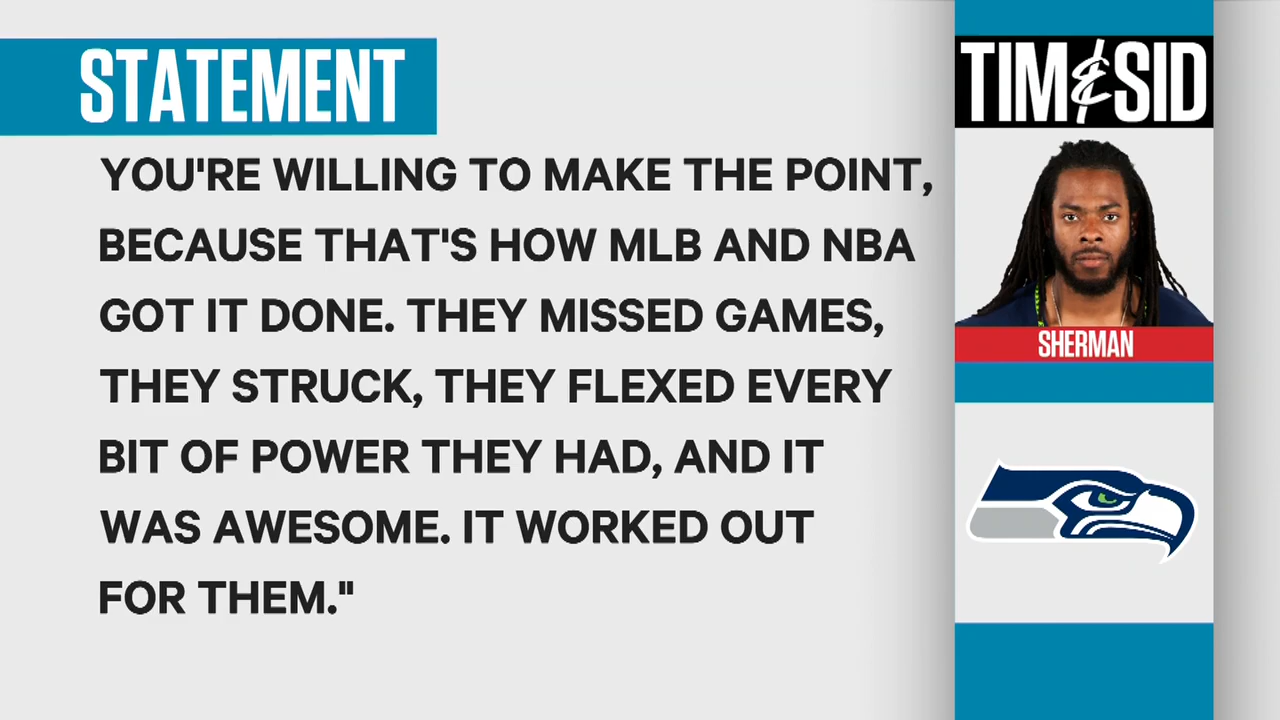 STATEMENT
YOU'RE WILLING TO MAKE THE POINT,
BECAUSE THAT'S HOW MLB AND NBA
GOT IT DONE. THEY MISSED GAMES,
THEY STRUCK, THEY FLEXED EVERY
BIT OF POWER THEY HAD, AND IT
WAS AWESOME. IT WORKED OUT
FOR THEM."
TIM & SID
SHERMAN